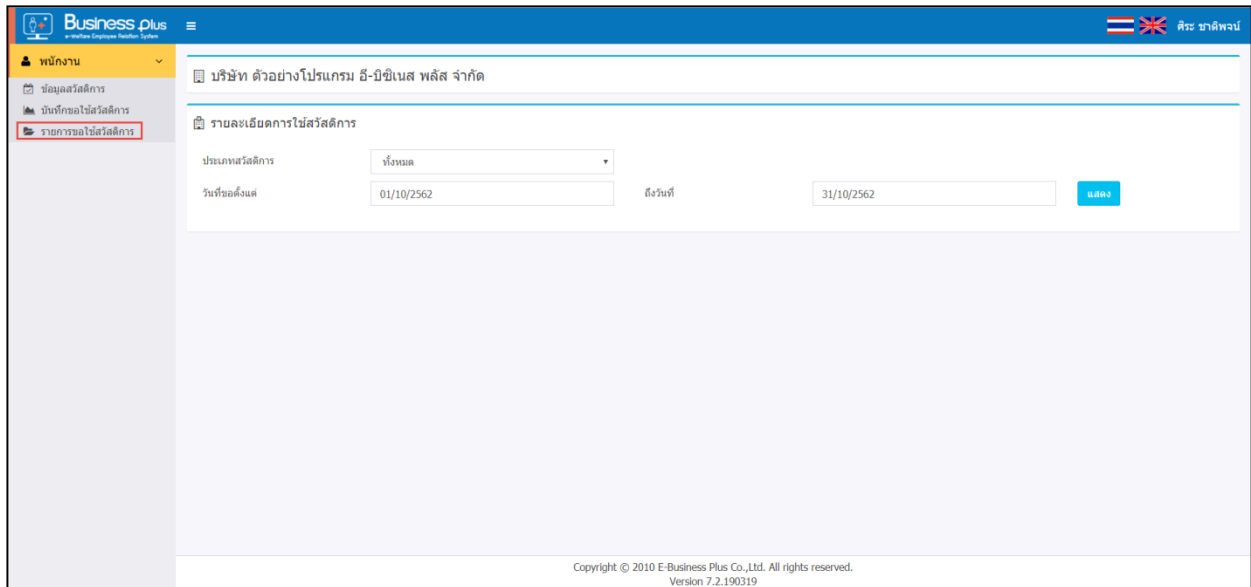 Business plus
e-Welfare Employee Relation System
ศิระ ชาติพจน์
พนักงาน
ข้อมูลสวัสดิการ
บันทึกขอใช้สวัสดิการ
รายการขอใช้สวัสดิการ
บริษัท ตัวอย่างโปรแกรม อี-บิซิเนส พลัส จำกัด
รายละเอียดการใช้สวัสดิการ
ประเภทสวัสดิการ ทั้งหมด
วันที่ขอตั้งแต่ 01/10/2562 ถึงวันที่ 31/10/2562 แสดง
Copyright © 2010 E-Business Plus Co.,Ltd. All rights reserved.
Version 7.2.190319